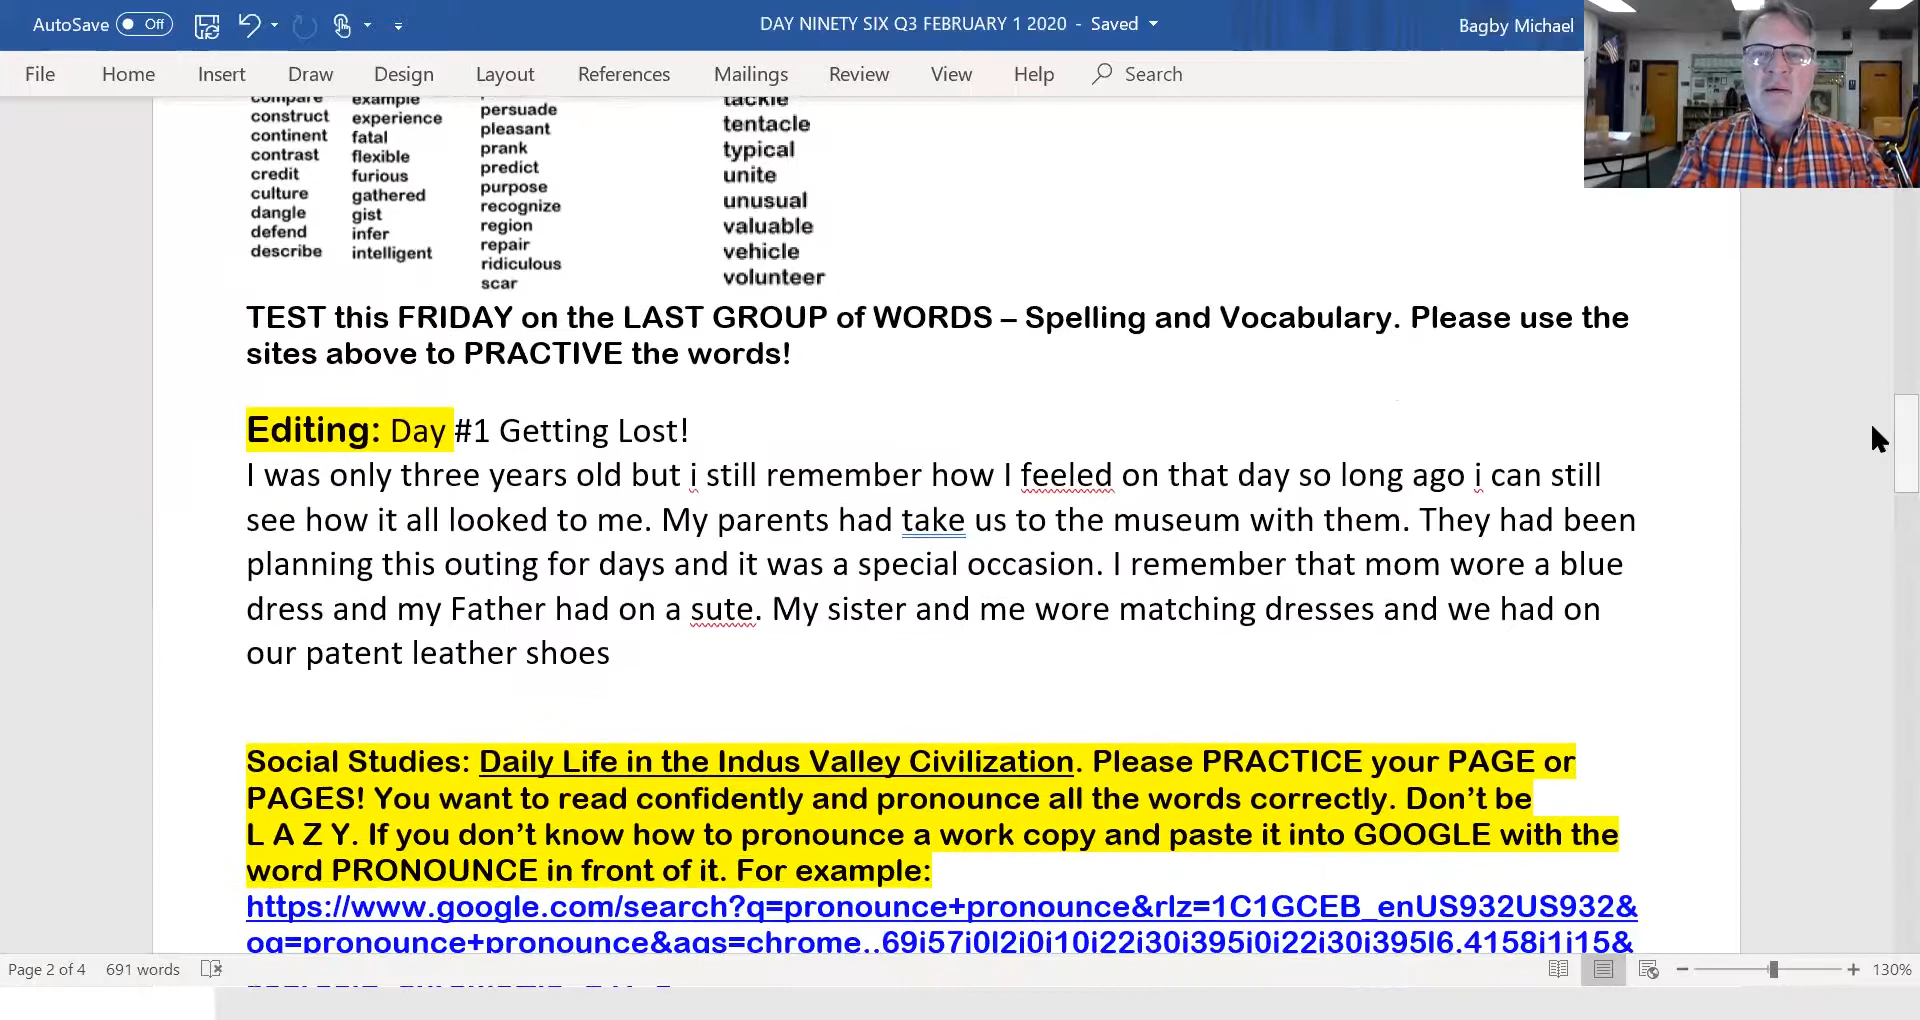 AutoSave Off DAY NINETY SIX Q3 FEBRUARY 1 2020 - Saved Bagby Michael
File Home Insert Draw Design Layout References Mailings Review View Help Search
compare example tackle
construct experience persuade tentacle
continent fatal pleasant typical
contrast flexible prank unite
credit furious predict unusual
culture gathered purpose valuable
dangle gist recognize vehicle
defend infer region volunteer
describe intelligent repair
ridiculous
scar
TEST this FRIDAY on the LAST GROUP of WORDS – Spelling and Vocabulary. Please use the
sites above to PRACTIVE the words!
Editing: Day #1 Getting Lost!
I was only three years old but i still remember how I feeled on that day so long ago i can still
see how it all looked to me. My parents had take us to the museum with them. They had been
planning this outing for days and it was a special occasion. I remember that mom wore a blue
dress and my Father had on a sute. My sister and me wore matching dresses and we had on
our patent leather shoes
Social Studies: Daily Life in the Indus Valley Civilization. Please PRACTICE your PAGE or
PAGES! You want to read confidently and pronounce all the words correctly. Don’t be
L A Z Y. If you don’t know how to pronounce a work copy and paste it into GOOGLE with the
word PRONOUNCE in front of it. For example:
https://www.google.com/search?q=pronounce+pronounce&rlz=1C1GCEB_enUS932US932&
oq=pronounce+pronounce&aqs=chrome..69i57j0l2j0i10i22i30i395j0i22i30i395l6.4158j1j15&
Page 2 of 4 691 words 130%